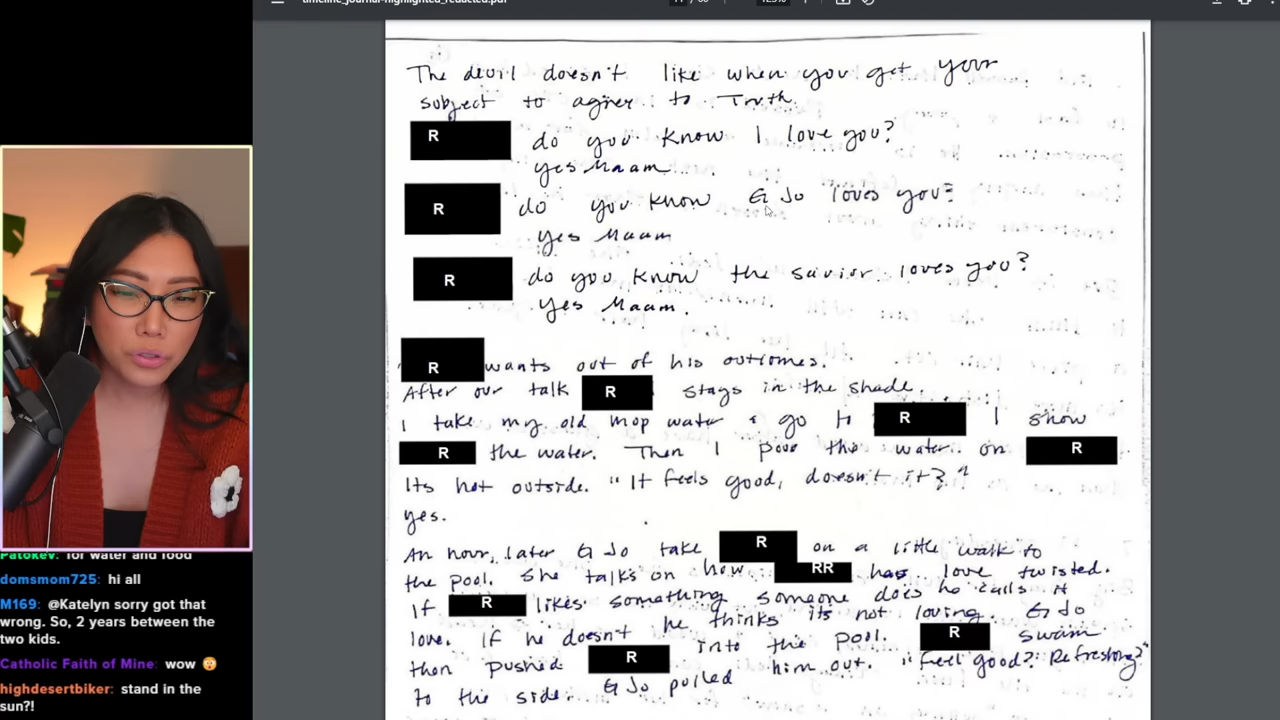 timeline_journal-highlighted_redacted.pdf
The devil doesn't like when you get your
subject to agree to Truth.
R do you know I love you?
yes Maam
R do you know G Jo loves you?
Yes Maam
R do you know the savior loves you?
Yes Maam.
R wants out of his outcomes.
After our talk R stays in the shade.
I take my old mop water & go to R I show
R the water. Then I pour the water on R
Its hot outside. "It feels good, doesn't it?"
yes.
An hour later G Jo take R on a little walk to
the pool. She talks on how RR has love twisted.
If R likes something someone does he calls it
love. If he doesn't he thinks its not loving. G Jo
then pushed R into the pool. R swam
to the side. G Jo pulled him out. "Feel good? Refreshing?"
Patokev: for water and food
domsmom725: hi all
M169: @Katelyn sorry got that
wrong. So, 2 years between the
two kids.
Catholic Faith of Mine: wow
highdesertbiker: stand in the
sun?!